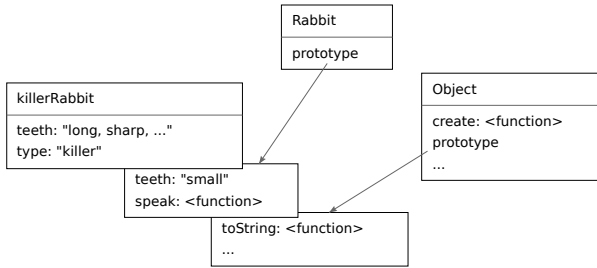 Rabbit
prototype
killerRabbit
teeth: "long, sharp, ..."
type: "killer"
Object
create: <function>
prototype
...
teeth: "small"
speak: <function>
toString: <function>
...